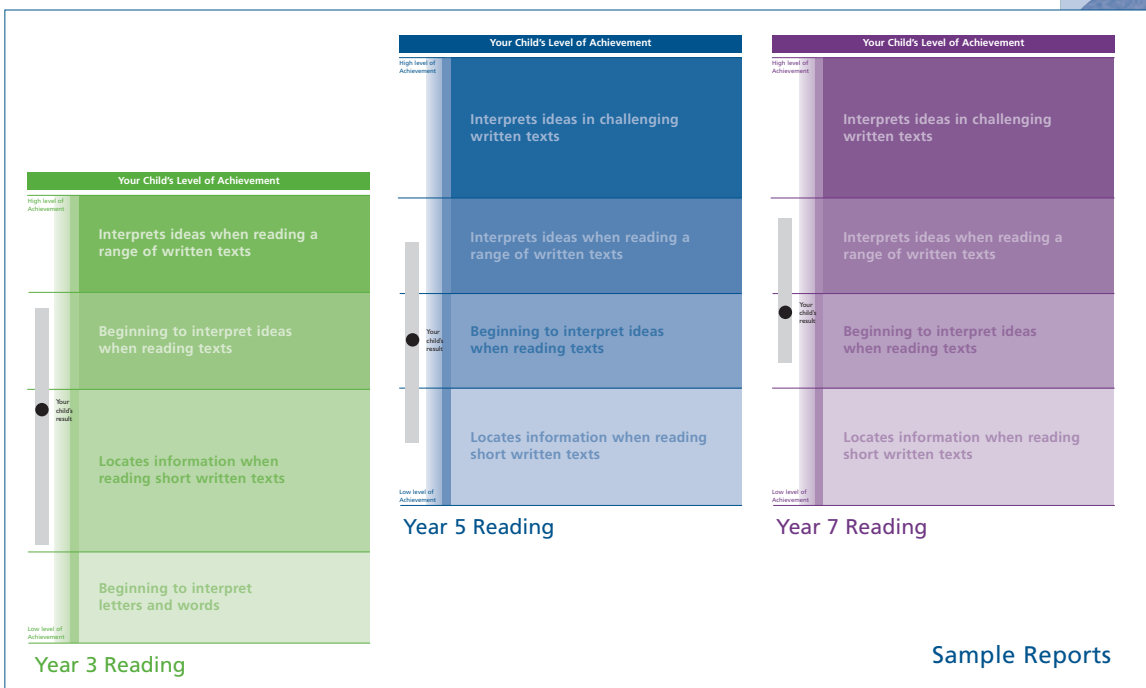 Your Child's Level of Achievement
High level of
Achievement
Interprets ideas when reading a
range of written texts
Beginning to interpret ideas
when reading texts
Your
child's
result
Locates information when
reading short written texts
Beginning to interpret
letters and words
Low level of
Achievement
Year 3 Reading
Your Child's Level of Achievement
High level of
Achievement
Interprets ideas in challenging
written texts
Interprets ideas when reading a
range of written texts
Your
child's
result
Beginning to interpret ideas
when reading texts
Locates information when reading
short written texts
Low level of
Achievement
Year 5 Reading
Your Child's Level of Achievement
High level of
Achievement
Interprets ideas in challenging
written texts
Interprets ideas when reading a
range of written texts
Your
child's
result
Beginning to interpret ideas
when reading texts
Locates information when reading
short written texts
Low level of
Achievement
Year 7 Reading
Sample Reports